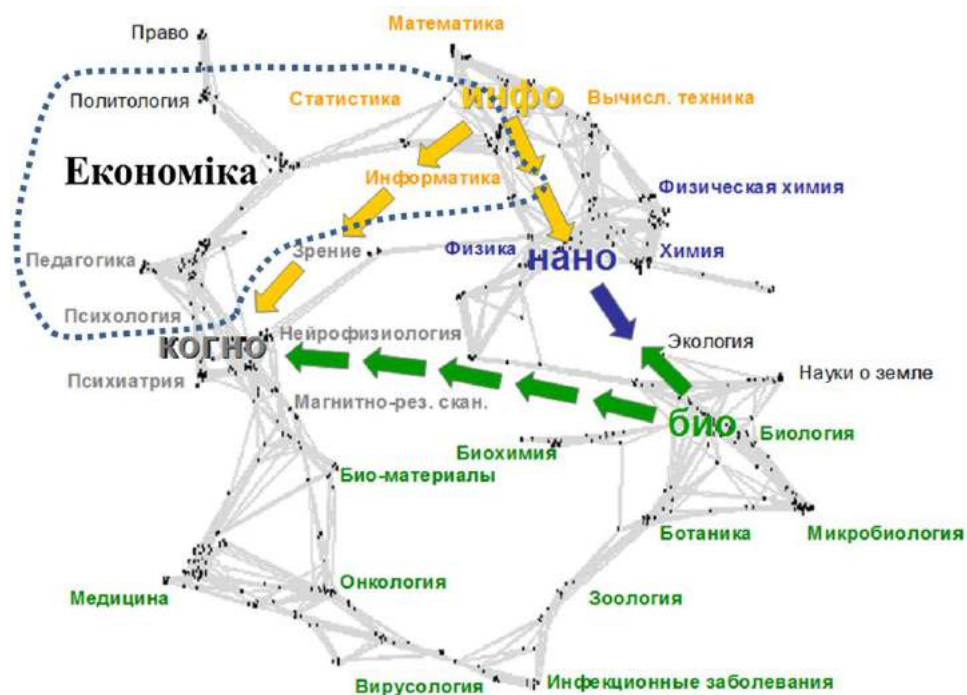 Математика
Право
инфо
Политология
Статистика
Вычисл. техника
Економіка
Информатика
Физическая химия
Педагогика
Зрение
Физика
нано
Химия
Психология
когно
Нейрофизиология
Экология
Психиатрия
Науки о земле
Магнитно-рез. скан.
био
Биология
Биохимия
Био-материалы
Ботаника
Микробиология
Медицина
Онкология
Зоология
Вирусология
Инфекционные заболевания